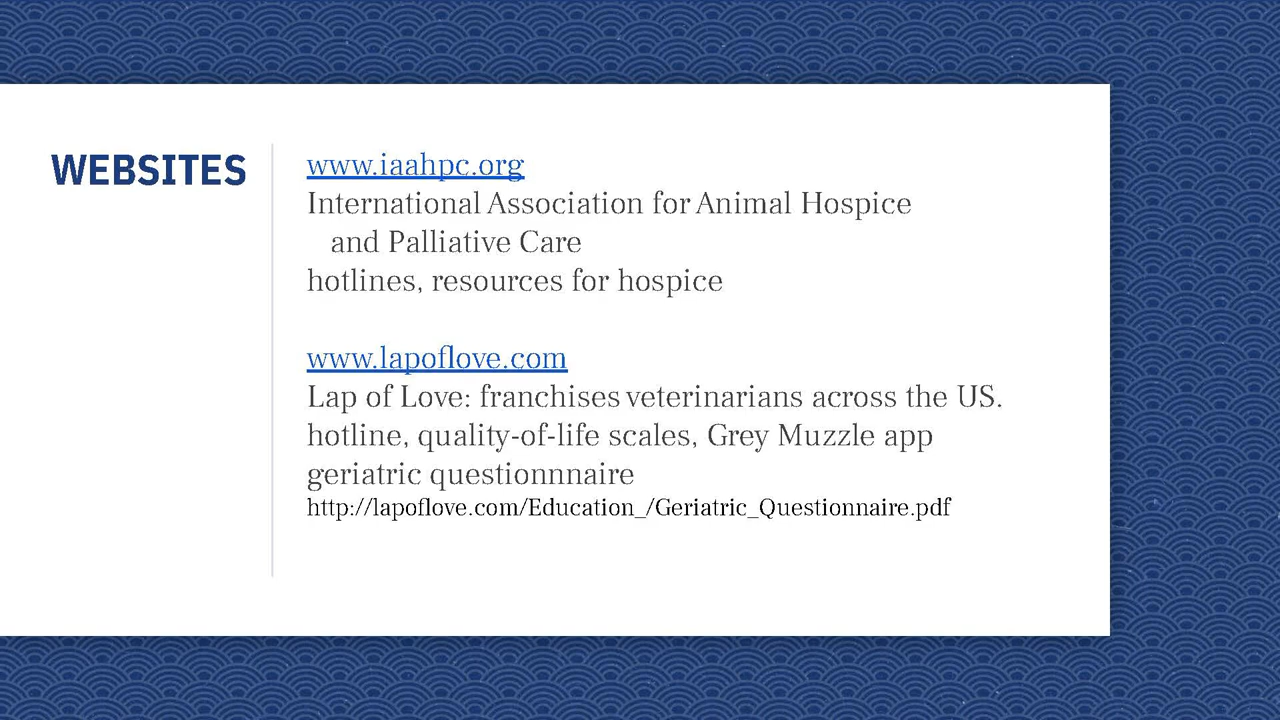 WEBSITES
www.iaahpc.org
International Association for Animal Hospice
and Palliative Care
hotlines, resources for hospice
www.lapoflove.com
Lap of Love: franchises veterinarians across the US.
hotline, quality-of-life scales, Grey Muzzle app
geriatric questionnnaire
http://lapoflove.com/Education_/Geriatric_Questionnaire.pdf